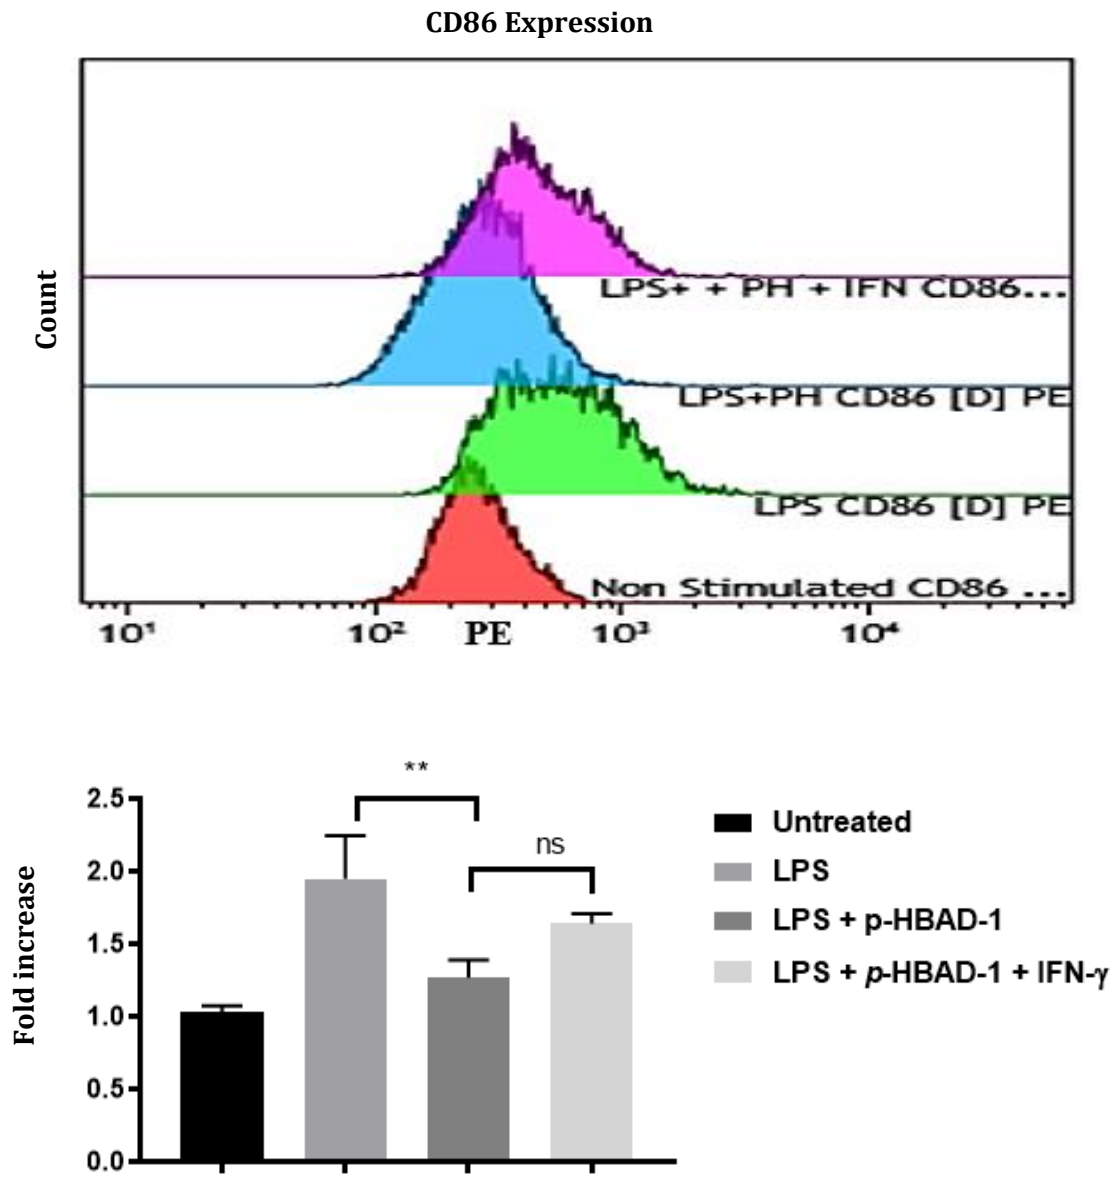 CD86 Expression
Count
LPS+ + PH + IFN CD86...
LPS+PH CD86 [D] PE
LPS CD86 [D] PE
Non Stimulated CD86 ...
10¹ 10² PE 10³ 10⁴
**
ns
Fold increase
2.5
2.0
1.5
1.0
0.5
0.0
Untreated
LPS
LPS + p-HBAD-1
LPS + p-HBAD-1 + IFN-γ